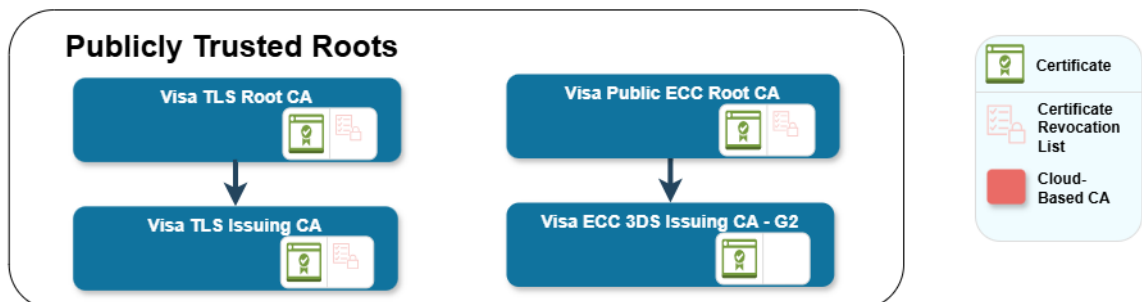 Publicly Trusted Roots
Visa TLS Root CA
Visa TLS Issuing CA
Visa Public ECC Root CA
Visa ECC 3DS Issuing CA - G2
Certificate
Certificate
Revocation
List
Cloud-
Based CA